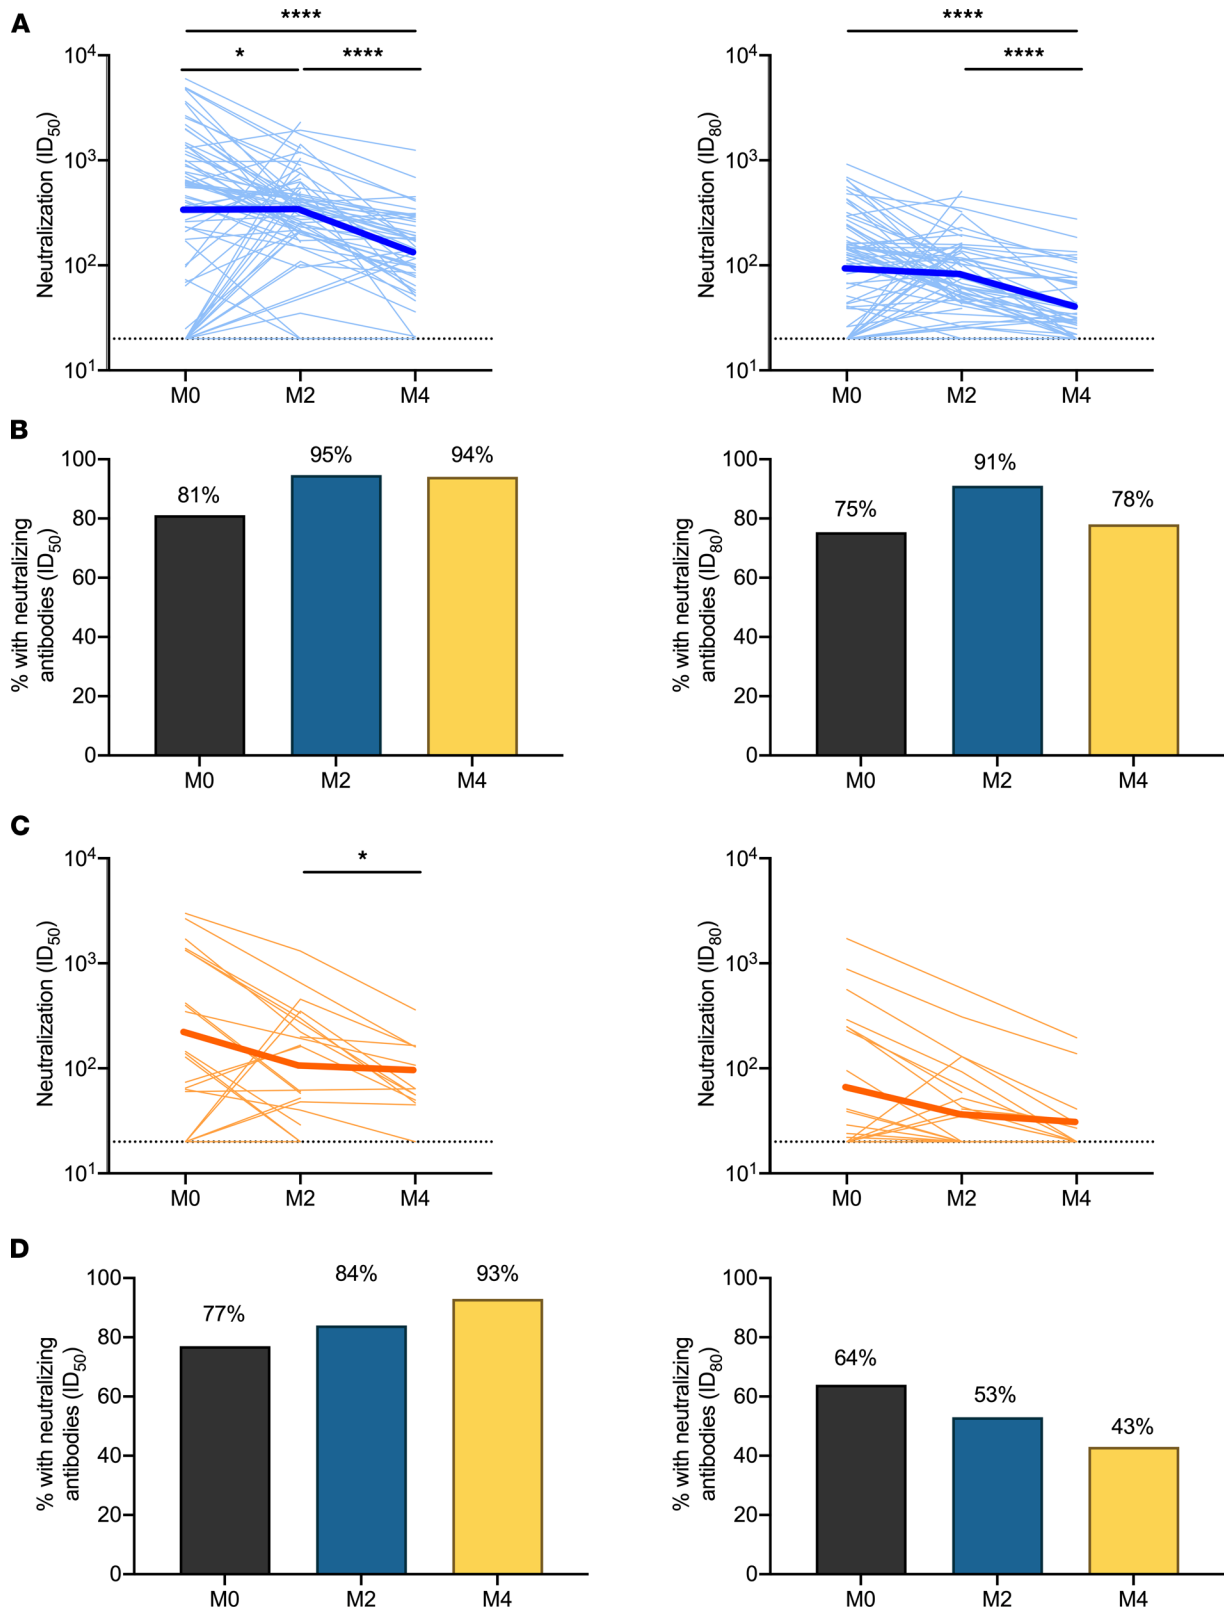 A
****
* ****
Neutralization (ID50)
10^4
10^3
10^2
10^1
M0 M2 M4
****
****
Neutralization (ID80)
10^4
10^3
10^2
10^1
M0 M2 M4
B
% with neutralizing
antibodies (ID50)
100
80
60
40
20
0
81% 95% 94%
M0 M2 M4
% with neutralizing
antibodies (ID80)
100
80
60
40
20
0
75% 91% 78%
M0 M2 M4
C
*
Neutralization (ID50)
10^4
10^3
10^2
10^1
M0 M2 M4
Neutralization (ID80)
10^4
10^3
10^2
10^1
M0 M2 M4
D
% with neutralizing
antibodies (ID50)
100
80
60
40
20
0
77% 84% 93%
M0 M2 M4
% with neutralizing
antibodies (ID80)
100
80
60
40
20
0
64% 53% 43%
M0 M2 M4